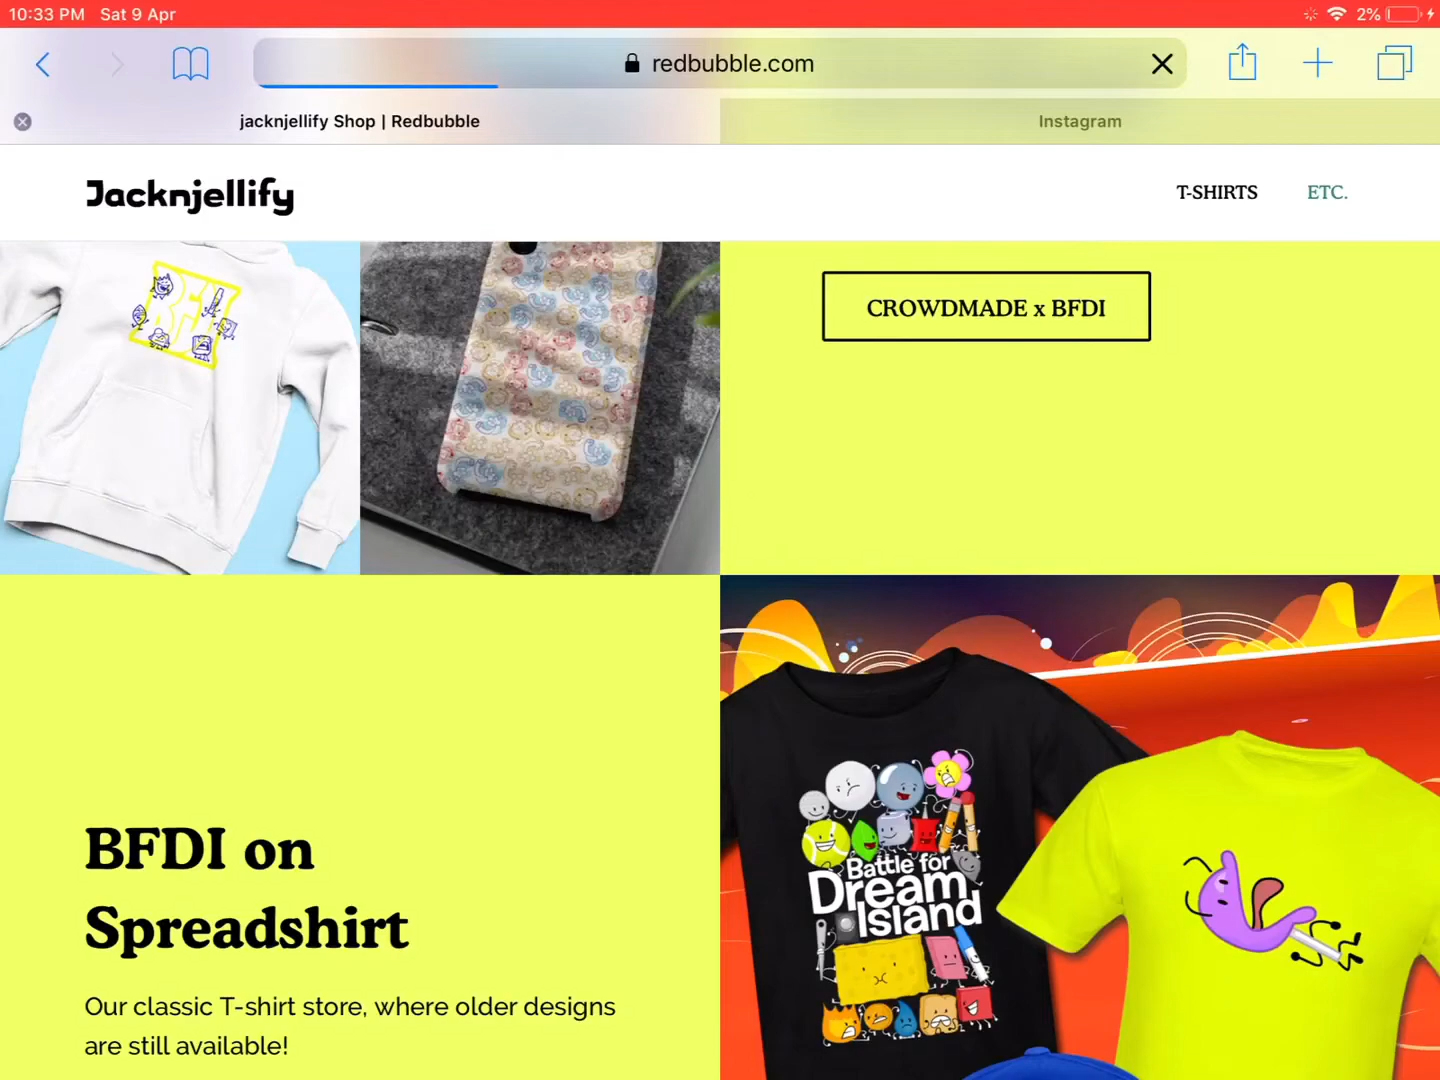 10:33 PM Sat 9 Apr
2%
redbubble.com
jacknjellify Shop | Redbubble
Instagram
Jacknjellify
T-SHIRTS
ETC.
BFDI
CROWDMADE x BFDI
Battle for
Dream
Island
BFDI on
Spreadshirt
Our classic T-shirt store, where older designs
are still available!